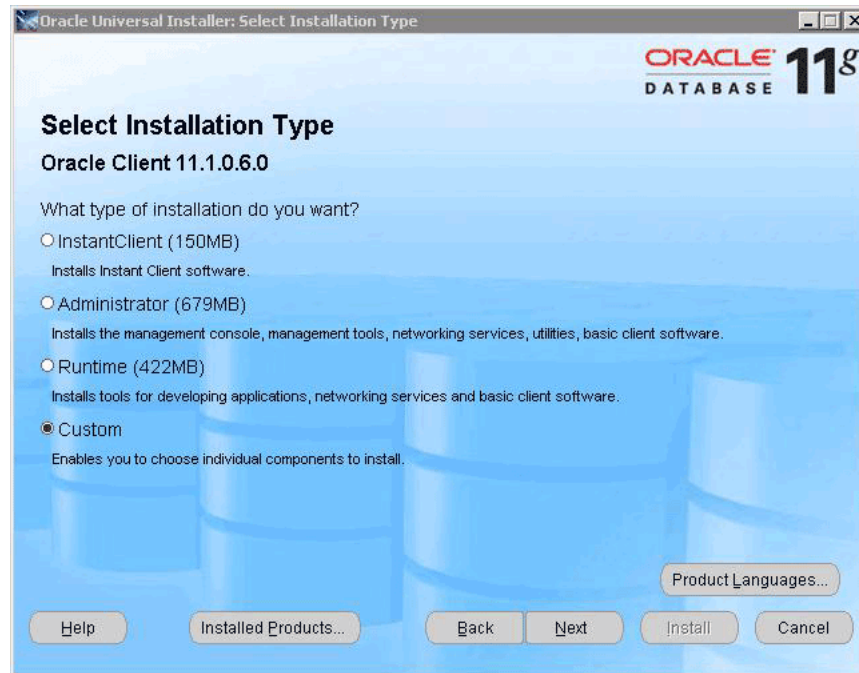 Oracle Universal Installer: Select Installation Type
ORACLE
DATABASE 11g
Select Installation Type
Oracle Client 11.1.0.6.0
What type of installation do you want?
InstantClient (150MB)
Installs Instant Client software.
Administrator (679MB)
Installs the management console, management tools, networking services, utilities, basic client software.
Runtime (422MB)
Installs tools for developing applications, networking services and basic client software.
Custom
Enables you to choose individual components to install.
Product Languages...
Help Installed Products... Back Next Install Cancel